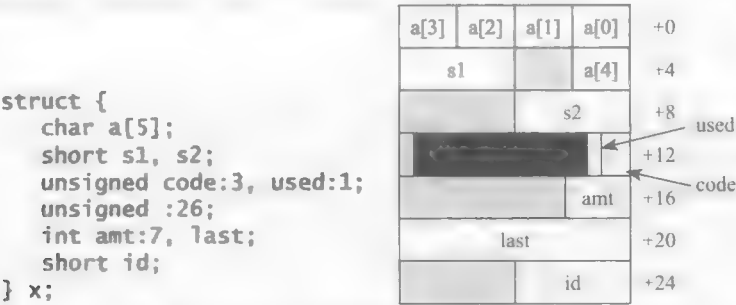 struct {
char a[5];
short s1, s2;
unsigned code:3, used:1;
unsigned :26;
int amt:7, last;
short id;
} x;
a[3] a[2] a[1] a[0] +0
s1 a[4] +4
s2 +8
used
+12
code
amt +16
last +20
id +24